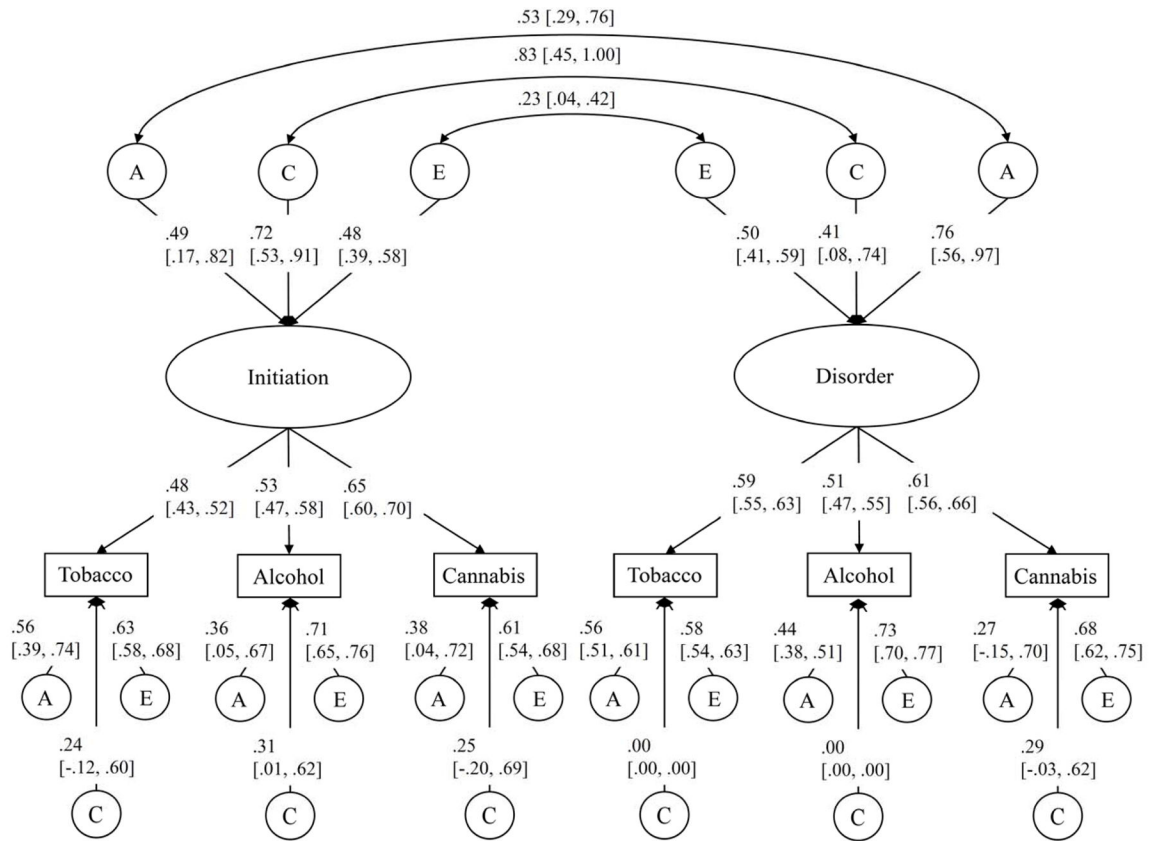 .53 [.29, .76]
.83 [.45, 1.00]
.23 [.04, .42]
A C E E C A
.49 .72 .48 .50 .41 .76
[.17, .82] [.53, .91] [.39, .58] [.41, .59] [.08, .74] [.56, .97]
Initiation Disorder
.48 .53 .65 .59 .51 .61
[.43, .52] [.47, .58] [.60, .70] [.55, .63] [.47, .55] [.56, .66]
Tobacco Alcohol Cannabis Tobacco Alcohol Cannabis
.56 .63 .36 .71 .38 .61 .56 .58 .44 .73 .27 .68
[.39, .74] [.58, .68] [.05, .67] [.65, .76] [.04, .72] [.54, .68] [.51, .61] [.54, .63] [.38, .51] [.70, .77] [-.15, .70] [.62, .75]
A E A E A E A E A E A E
.24 .31 .25 .00 .00 .29
[-.12, .60] [.01, .62] [-.20, .69] [.00, .00] [.00, .00] [-.03, .62]
C C C C C C